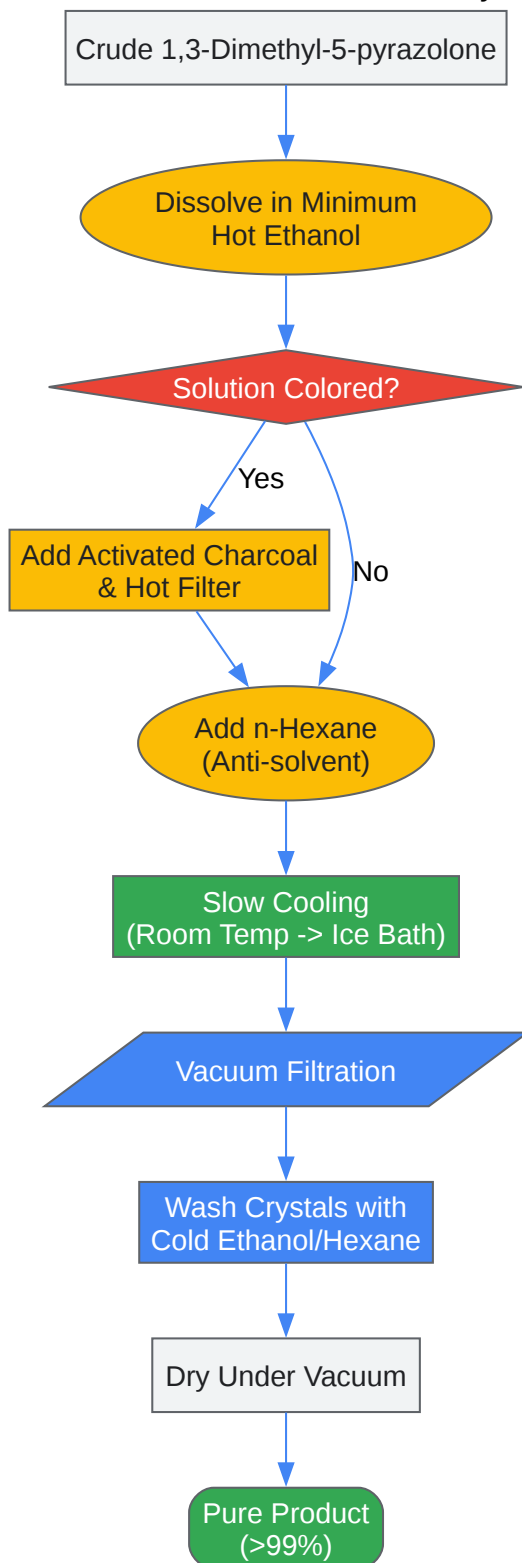 Crude 1,3-Dimethyl-5-pyrazolone
Dissolve in Minimum
Hot Ethanol
Solution Colored?
Yes
Add Activated Charcoal
& Hot Filter
No
Add n-Hexane
(Anti-solvent)
Slow Cooling
(Room Temp -> Ice Bath)
Vacuum Filtration
Wash Crystals with
Cold Ethanol/Hexane
Dry Under Vacuum
Pure Product
(>99%)